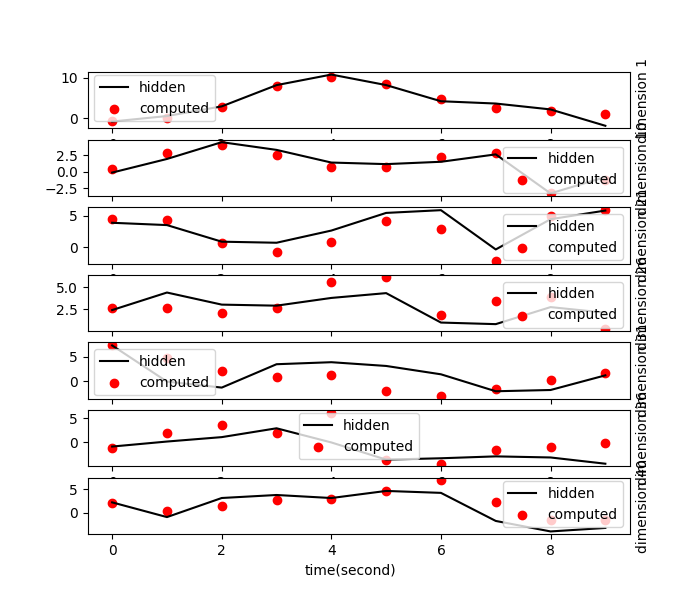 10
0
hidden
computed
dimension 1
2.5
0.0
−2.5
hidden
computed
5
0
hidden
computed
5.0
2.5
hidden
computed
5
0
hidden
computed
5
0
hidden
computed
5
0
hidden
computed
dimension 40
0
2
4
6
8
time(second)